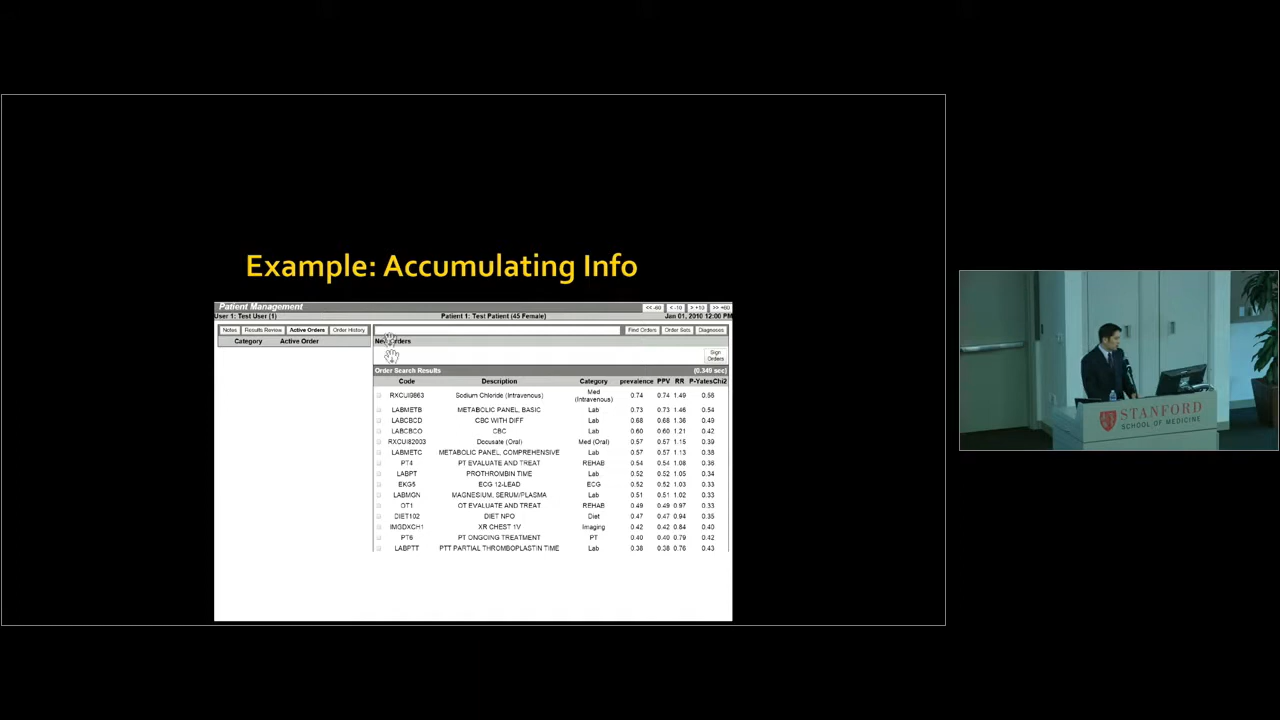 Example: Accumulating Info
Patient Management
<< -60 < -10 > +10 >> +60
User 1: Test User (1) Patient 1: Test Patient (45 Female) Jan 01, 2010 12:00 PM
Notes Results Review Active Orders Order History Find Orders Order Sets Diagnoses
Category Active Order New Orders
Sign Orders
Order Search Results (0.349 sec)
Code Description Category prevalence PPV RR P-YatesChi2
RXCUI9863 Sodium Chloride (Intravenous) Med (Intravenous) 0.74 0.74 1.49 0.56
LABMETB METABOLIC PANEL, BASIC Lab 0.73 0.73 1.46 0.54
LABCBCD CBC WITH DIFF Lab 0.68 0.68 1.36 0.49
LABCBCO CBC Lab 0.60 0.60 1.21 0.42
RXCUI82003 Docusate (Oral) Med (Oral) 0.57 0.57 1.15 0.39
LABMETC METABOLIC PANEL, COMPREHENSIVE Lab 0.57 0.57 1.13 0.38
PT4 PT EVALUATE AND TREAT REHAB 0.54 0.54 1.08 0.36
LABPT PROTHROMBIN TIME Lab 0.52 0.52 1.05 0.34
EKG5 ECG 12-LEAD ECG 0.52 0.52 1.03 0.33
LABMGN MAGNESIUM, SERUM/PLASMA Lab 0.51 0.51 1.02 0.33
OT1 OT EVALUATE AND TREAT REHAB 0.49 0.49 0.97 0.33
DIET102 DIET NPO Diet 0.47 0.47 0.94 0.35
IMGDXCH1 XR CHEST 1V Imaging 0.42 0.42 0.84 0.40
PT6 PT ONGOING TREATMENT PT 0.40 0.40 0.79 0.42
LABPTT PTT PARTIAL THROMBOPLASTIN TIME Lab 0.38 0.38 0.76 0.43
STANFORD
SCHOOL OF MEDICINE